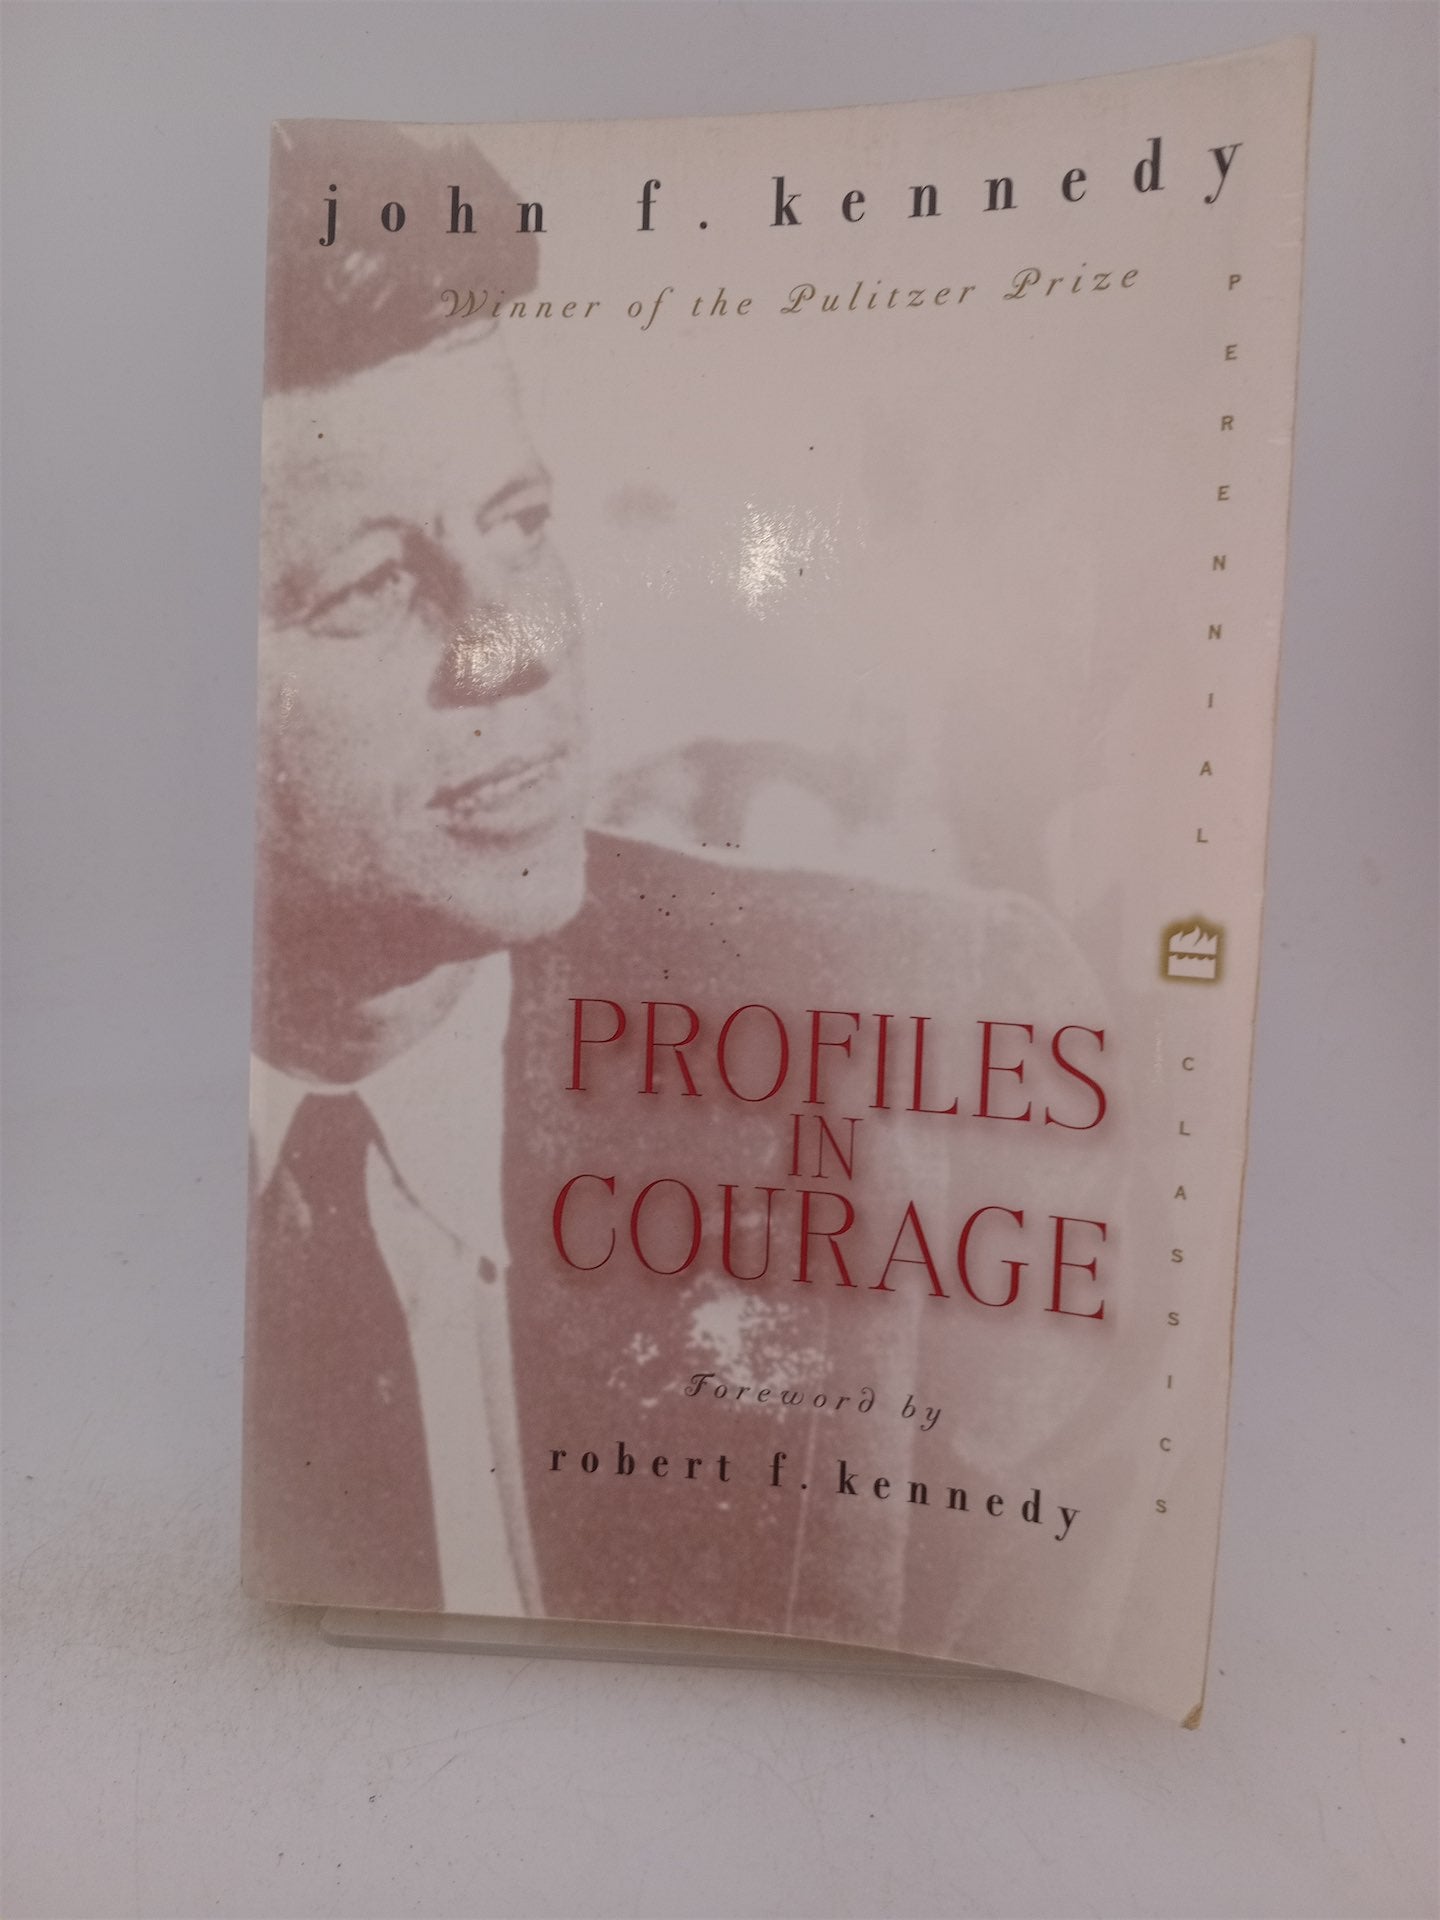 john f. kennedy
Winner of the Pulitzer Prize
PERENNIAL
CLASSICS
PROFILES
IN
COURAGE
Foreword by
robert f. kennedy